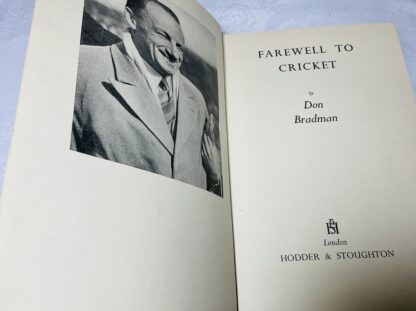 FAREWELL TO
CRICKET
by
Don
Bradman
London
HODDER & STOUGHTON